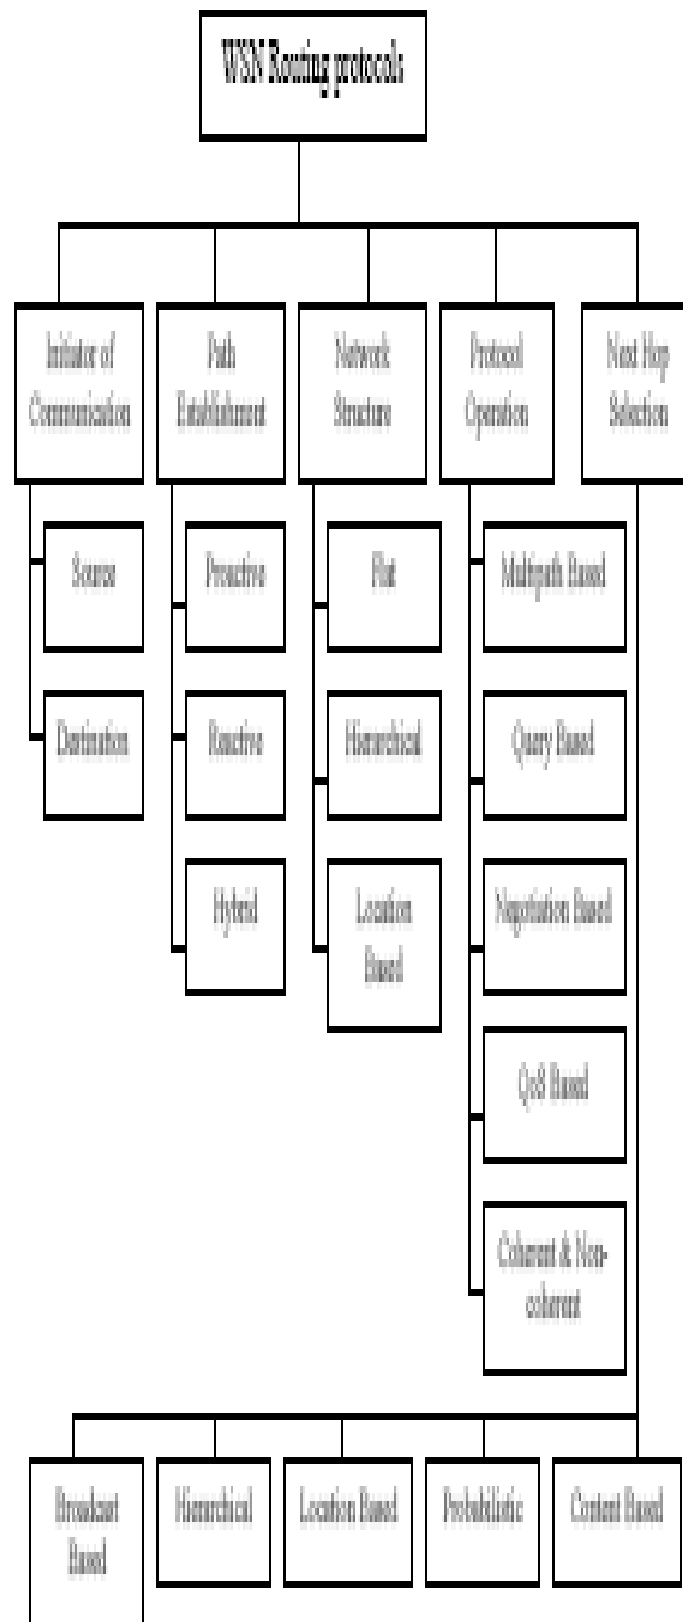 WSN Routing protocols
Initiator of
Communication
Path
Establishment
Network
Structure
Protocol
Operation
Next Hop
Selection
Source
Proactive
Flat
Multipath Based
Destination
Reactive
Hierarchical
Query Based
Hybrid
Location
Based
Negotiation Based
QoS Based
Coherent & Non-
coherent
Broadcast
Based
Hierarchical
Location Based
Probabilistic
Content Based